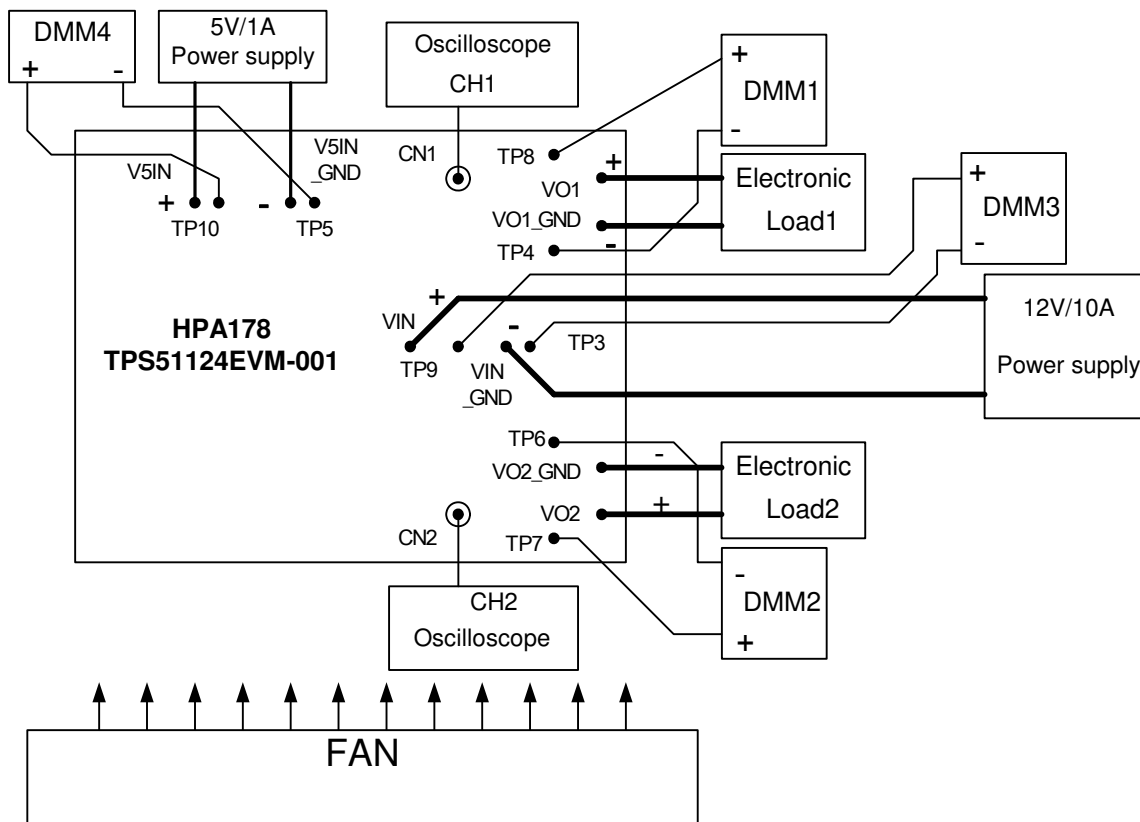 DMM4
+ -
5V/1A
Power supply
Oscilloscope
CH1
+
DMM1
-
V5IN
V5IN
_GND
+
TP10
-
TP5
CN1
TP8
+
VO1
VO1_GND
-
TP4
Electronic
Load1
+
DMM3
-
HPA178
TPS51124EVM-001
VIN
+
TP9
-
VIN
_GND
TP3
12V/10A
Power supply
TP6
-
VO2_GND
+
VO2
TP7
Electronic
Load2
CN2
-
DMM2
+
CH2
Oscilloscope
FAN